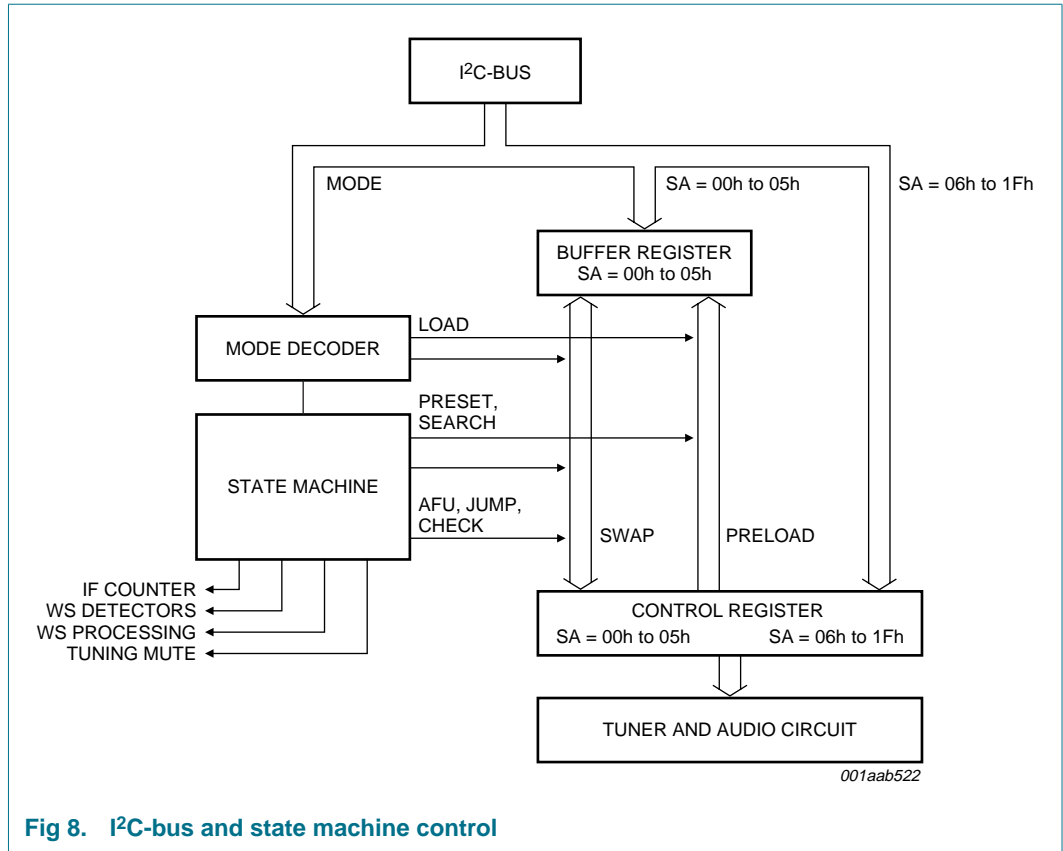 I²C-BUS
MODE
SA = 00h to 05h
SA = 06h to 1Fh
BUFFER REGISTER
SA = 00h to 05h
MODE DECODER
LOAD
PRESET,
SEARCH
STATE MACHINE
AFU, JUMP,
CHECK
SWAP
PRELOAD
IF COUNTER
WS DETECTORS
WS PROCESSING
TUNING MUTE
CONTROL REGISTER
SA = 00h to 05h SA = 06h to 1Fh
TUNER AND AUDIO CIRCUIT
001aab522
Fig 8. I²C-bus and state machine control